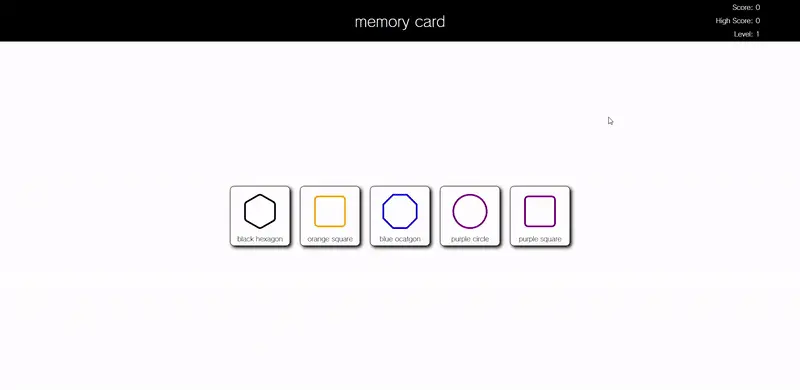 memory card
Score: 0
High Score: 0
Level: 1
black hexagon
orange square
blue ocatgon
purple circle
purple square